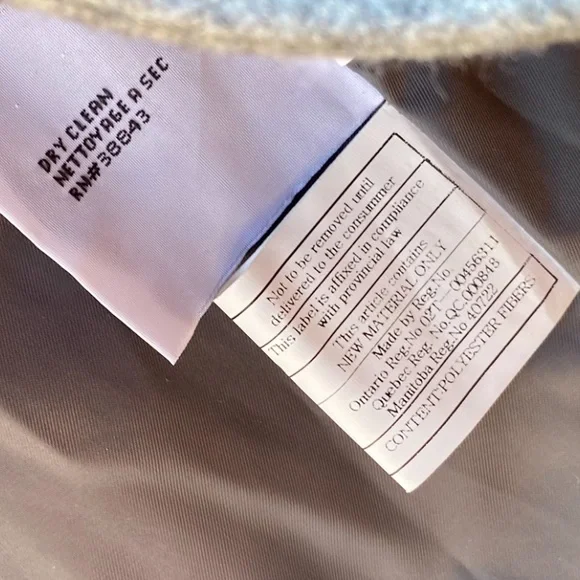 DRY CLEAN
NETTOYAGE A SEC
RN#38843
Not to be removed until
delivered to the consummer
This label is affixed in compliance
with provincial law
This article contains
NEW MATERIAL ONLY
Made by Reg.No.
Ontario Reg.No 02T-00456311
Quebec Reg. No.QC.000848
Manitoba Reg.No 40722
CONTENT:POLYESTER FIBERS